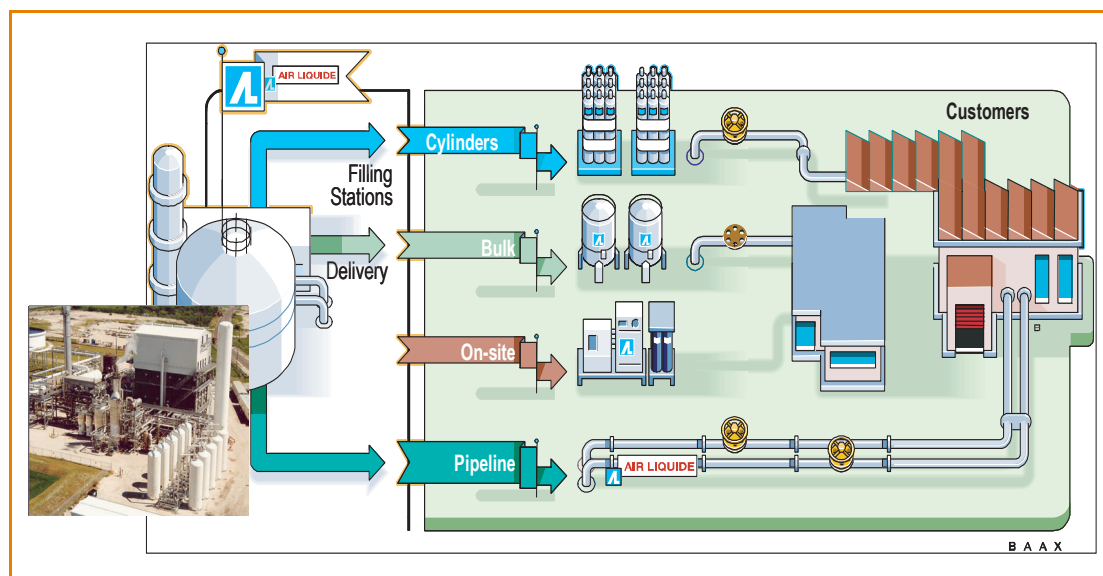 AIR LIQUIDE
Customers
Cylinders
Filling
Stations
Bulk
Delivery
On-site
Pipeline
AIR LIQUIDE
B A A X